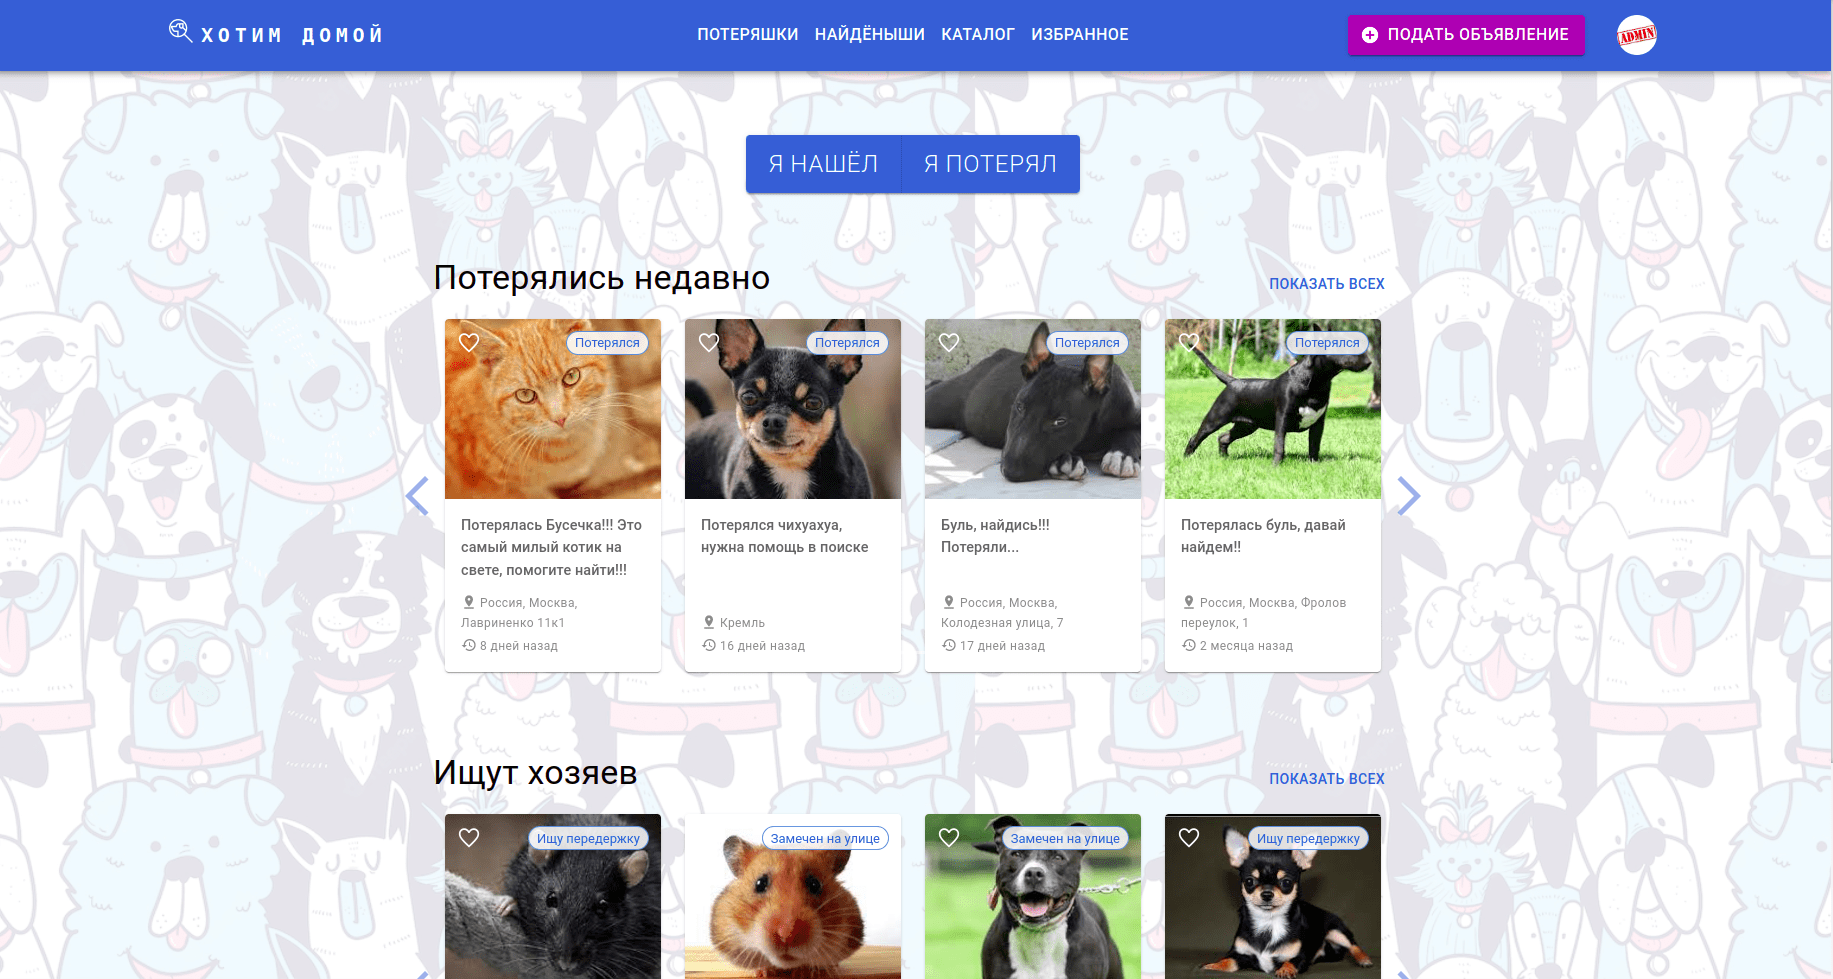 ХОТИМ ДОМОЙ
ПОТЕРЯШКИ НАЙДЁНЫШИ КАТАЛОГ ИЗБРАННОЕ
ПОДАТЬ ОБЪЯВЛЕНИЕ
ADMIN
Я НАШЁЛ
Я ПОТЕРЯЛ
Потерялись недавно
ПОКАЗАТЬ ВСЕХ
Потерялся
Потерялась Бусечка!!! Это
самый милый котик на
свете, помогите найти!!!
Россия, Москва,
Лавриненко 11к1
8 дней назад
Потерялся
Потерялся чихуахуа,
нужна помощь в поиске
Кремль
16 дней назад
Потерялся
Буль, найдись!!!
Потеряли...
Россия, Москва,
Колодезная улица, 7
17 дней назад
Потерялся
Потерялась буль, давай
найдем!!
Россия, Москва, Фролов
переулок, 1
2 месяца назад
Ищут хозяев
ПОКАЗАТЬ ВСЕХ
Ищу передержку
Замечен на улице
Замечен на улице
Ищу передержку